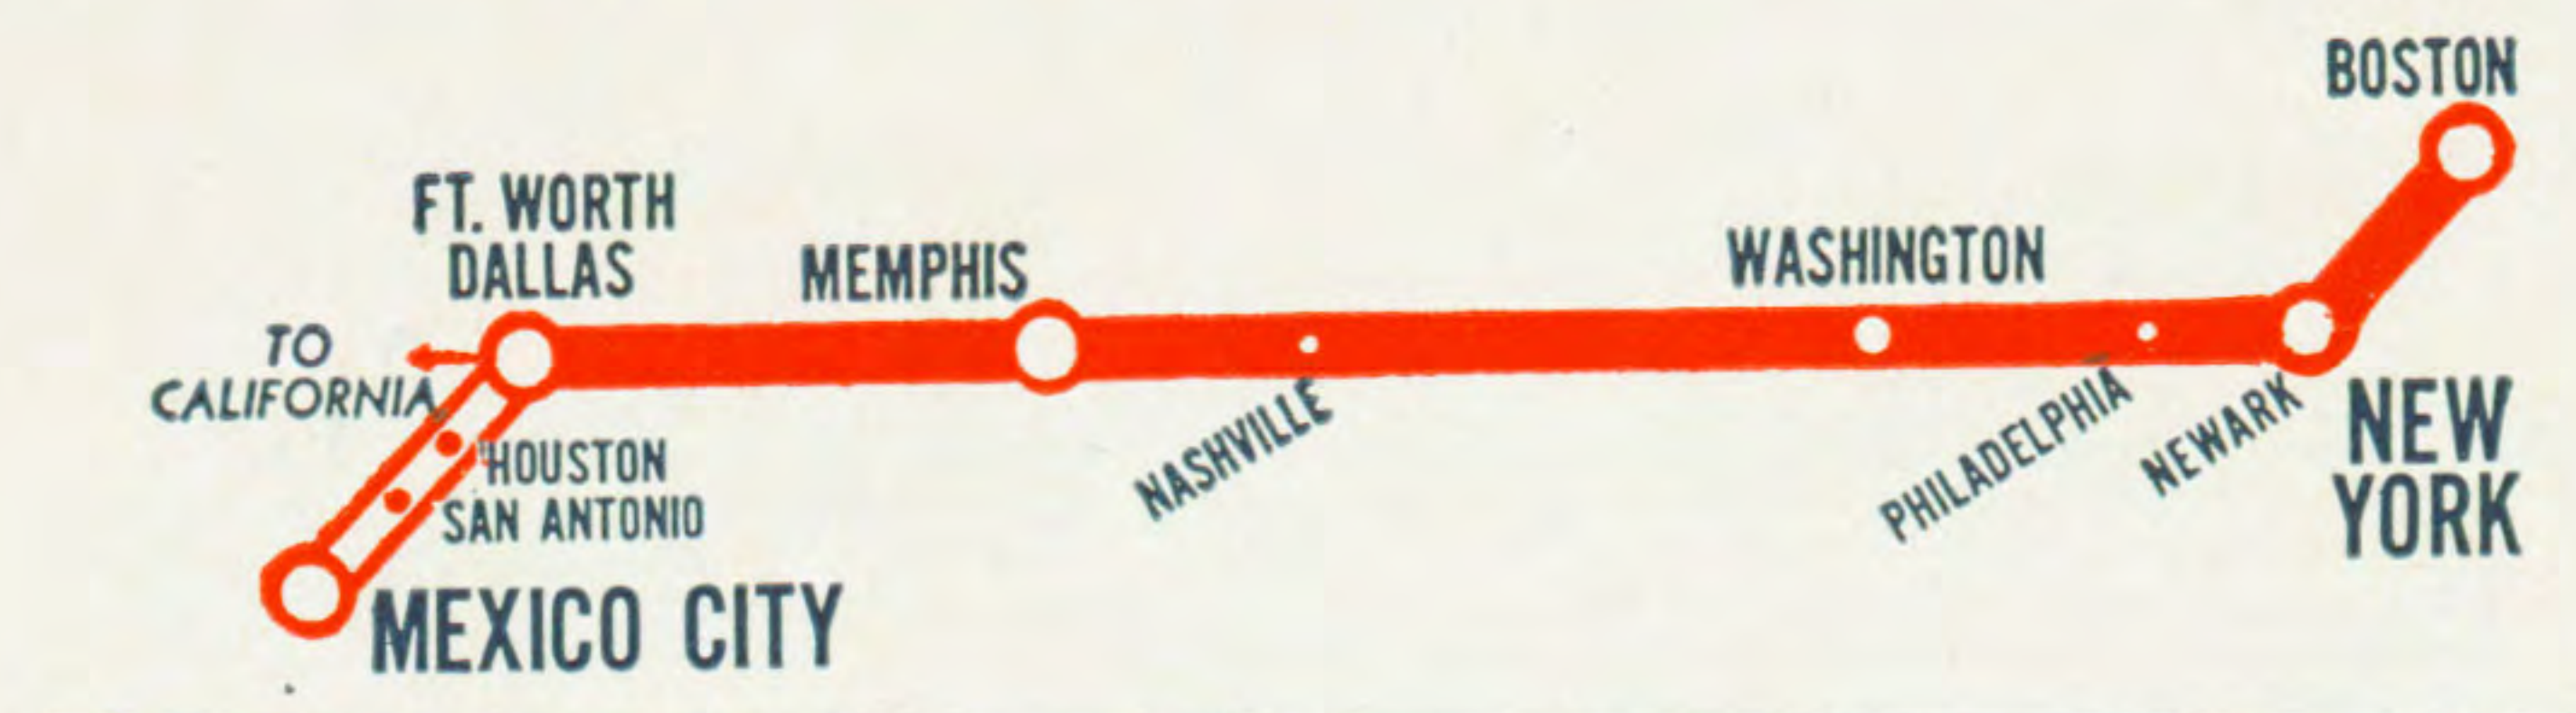 BOSTON
FT. WORTH
DALLAS
MEMPHIS
WASHINGTON
TO
CALIFORNIA
HOUSTON
SAN ANTONIO
NASHVILLE
PHILADELPHIA
NEWARK
NEW
YORK
MEXICO CITY